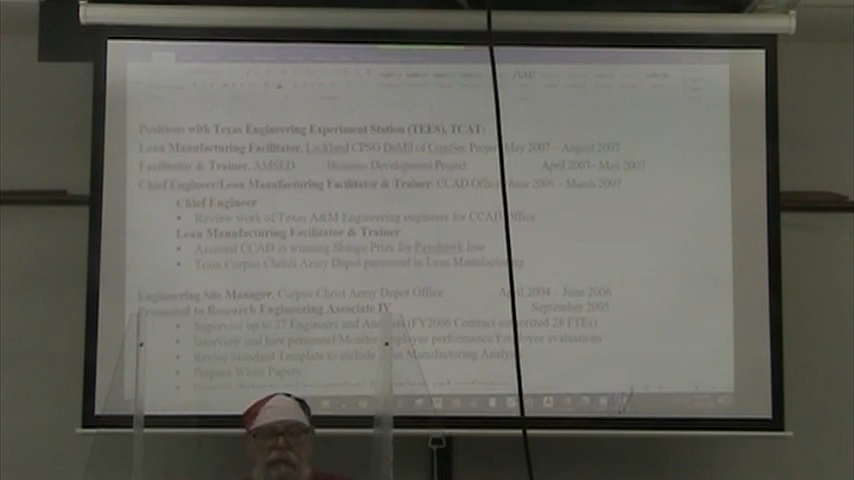 Positions with Texas Engineering Experiment Station (TEES), TCAT:
Lean Manufacturing Facilitator, Lackland CPSG DeMil of ComSec Project May 2007 – August 2007
Facilitator & Trainer, AMSED Business Development Project April 2007– May 2007
Chief Engineer/Lean Manufacturing Facilitator & Trainer: CCAD Office June 2006 – March 2007
Chief Engineer
Review work of Texas A&M Engineering engineers for CCAD Office
Lean Manufacturing Facilitator & Trainer
Assisted CCAD in winning Shingo Prize for Pavehawk line
Train Corpus Christi Army Depot personnel in Lean Manufacturing
Engineering Site Manager, Corpus Christ Army Depot Office April 2004 – June 2006
Promoted to Research Engineering Associate IV September 2005
Supervise up to 27 Engineers and Analysts (FY2006 Contract authorized 28 FTEs)
Interview and hire personnel/Monitor employee performance/Employee evaluations
Revise Standard Template to include Lean Manufacturing Analysis
Prepare White Papers